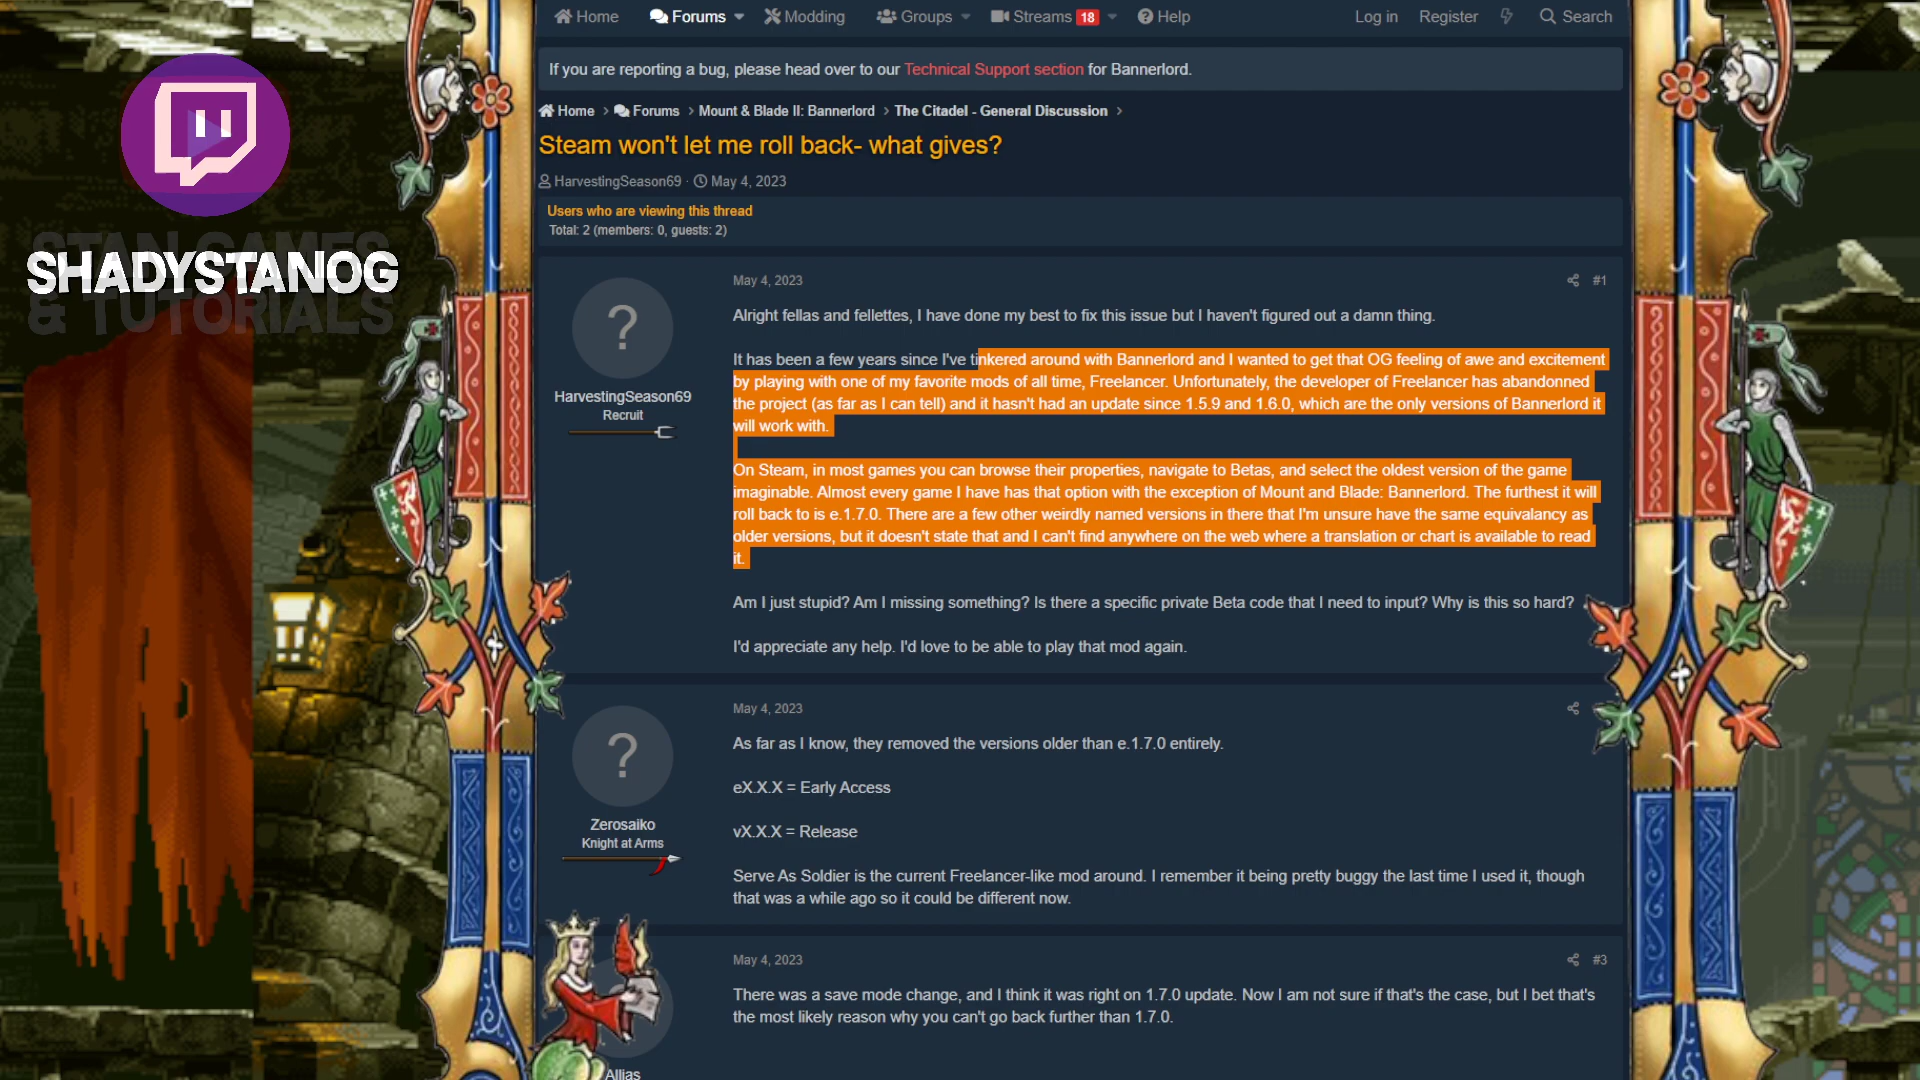 Home Forums Modding Groups Streams 18 Help Log in Register Search
If you are reporting a bug, please head over to our Technical Support section for Bannerlord.
Home > Forums > Mount & Blade II: Bannerlord > The Citadel - General Discussion >
Steam won't let me roll back- what gives?
HarvestingSeason69 · May 4, 2023
Users who are viewing this thread
Total: 2 (members: 0, guests: 2)
STAN GAMES
SHADYSTANOG
& TUTORIALS
May 4, 2023 #1
?
HarvestingSeason69
Recruit
Alright fellas and fellettes, I have done my best to fix this issue but I haven't figured out a damn thing.
It has been a few years since I've tinkered around with Bannerlord and I wanted to get that OG feeling of awe and excitement
by playing with one of my favorite mods of all time, Freelancer. Unfortunately, the developer of Freelancer has abandonned
the project (as far as I can tell) and it hasn't had an update since 1.5.9 and 1.6.0, which are the only versions of Bannerlord it
will work with.
On Steam, in most games you can browse their properties, navigate to Betas, and select the oldest version of the game
imaginable. Almost every game I have has that option with the exception of Mount and Blade: Bannerlord. The furthest it will
roll back to is e.1.7.0. There are a few other weirdly named versions in there that I'm unsure have the same equivalancy as
older versions, but it doesn't state that and I can't find anywhere on the web where a translation or chart is available to read
it.
Am I just stupid? Am I missing something? Is there a specific private Beta code that I need to input? Why is this so hard?
I'd appreciate any help. I'd love to be able to play that mod again.
May 4, 2023
?
Zerosaiko
Knight at Arms
As far as I know, they removed the versions older than e.1.7.0 entirely.
eX.X.X = Early Access
vX.X.X = Release
Serve As Soldier is the current Freelancer-like mod around. I remember it being pretty buggy the last time I used it, though
that was a while ago so it could be different now.
May 4, 2023 #3
There was a save mode change, and I think it was right on 1.7.0 update. Now I am not sure if that's the case, but I bet that's
the most likely reason why you can't go back further than 1.7.0.
Allias